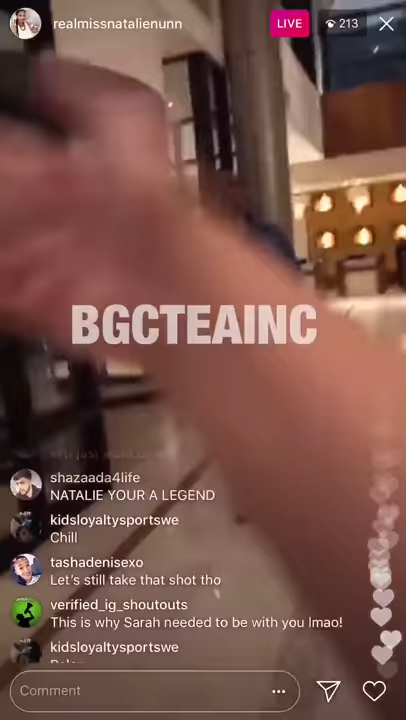 realmissnatalienunn
LIVE
213
BGCTEAINC
shazaada4life
NATALIE YOUR A LEGEND
kidsloyaltysportswe
Chill
tashadenisexo
Let's still take that shot tho
verified_ig_shoutouts
This is why Sarah needed to be with you lmao!
kidsloyaltysportswe
Comment